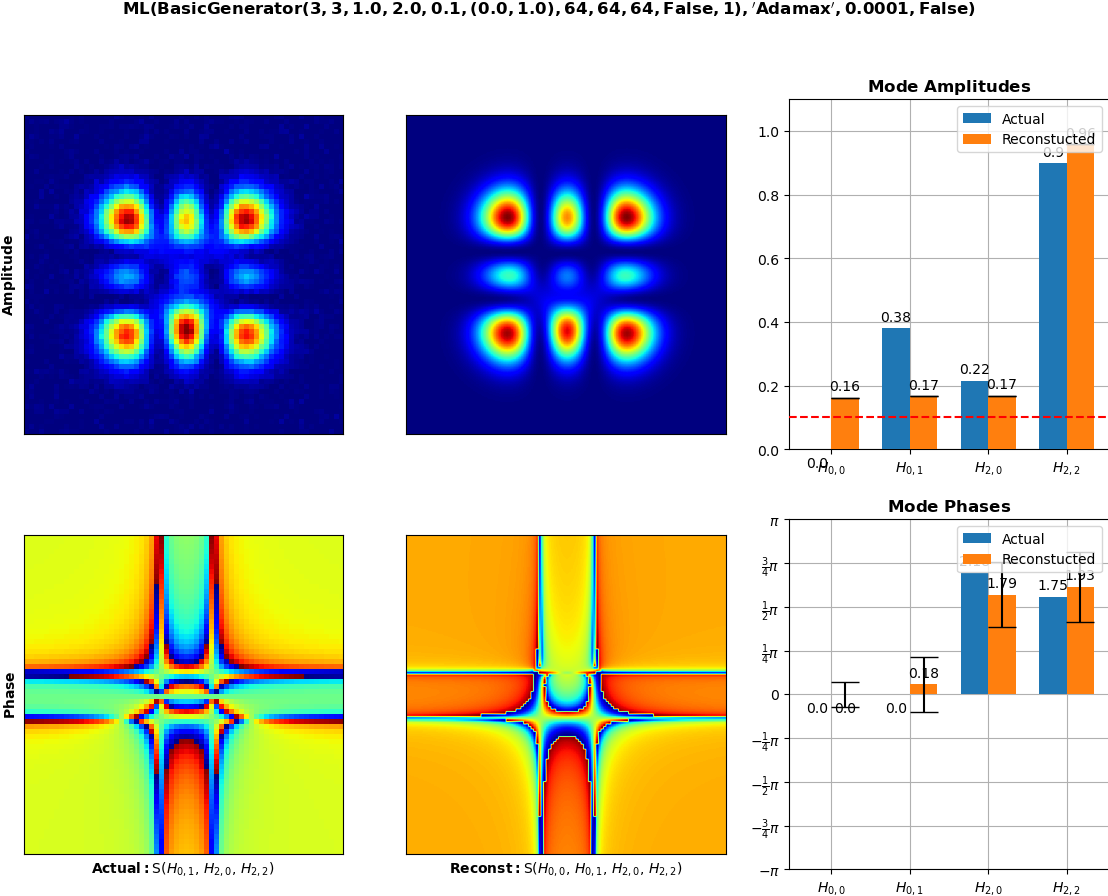 ML(BasicGenerator(3, 3, 1.0, 2.0, 0.1, (0.0, 1.0), 64, 64, 64, False, 1), ′Adamax′, 0.0001, False)
Mode Amplitudes
Actual
Reconstucted
1.0
0.8
0.6
0.4
0.2
0.0
0.0
0.16
0.38
0.17
0.22
0.17
0.9
0.96
H0,0
H0,1
H2,0
H2,2
Amplitude
Mode Phases
Actual
Reconstucted
π
3/4π
1/2π
1/4π
0
−1/4π
−1/2π
−3/4π
−π
0.0
0.0
0.0
0.18
1.79
1.75
1.93
H0,0
H0,1
H2,0
H2,2
Phase
Actual: S(H0,1, H2,0, H2,2)
Reconst: S(H0,0, H0,1, H2,0, H2,2)